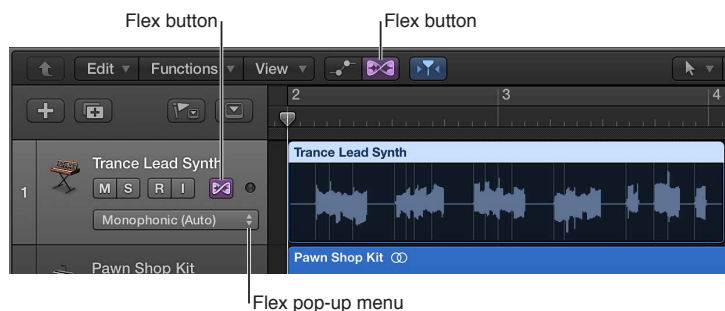 Flex button
Flex button
Edit Functions View
2 3 4
Trance Lead Synth
Trance Lead Synth
1
M S R I
Monophonic (Auto)
Pawn Shop Kit
Pawn Shop Kit
Flex pop-up menu